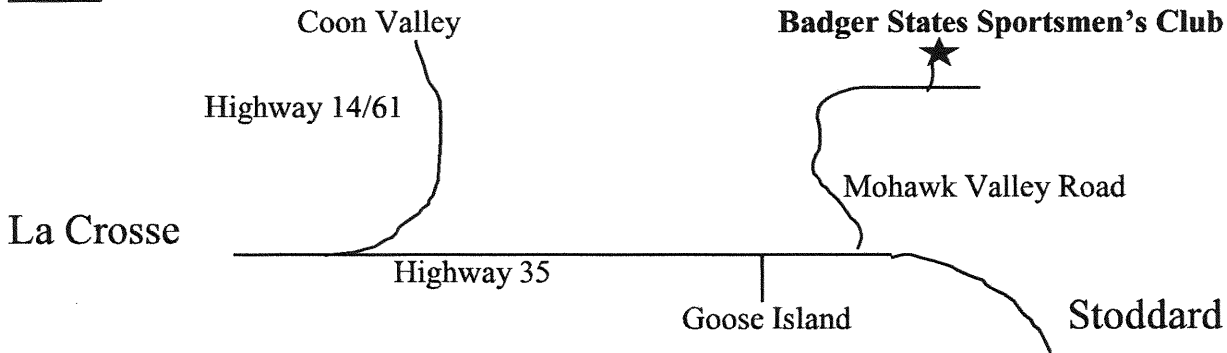 Coon Valley
Badger States Sportsmen's Club
Highway 14/61
Mohawk Valley Road
La Crosse
Highway 35
Goose Island
Stoddard